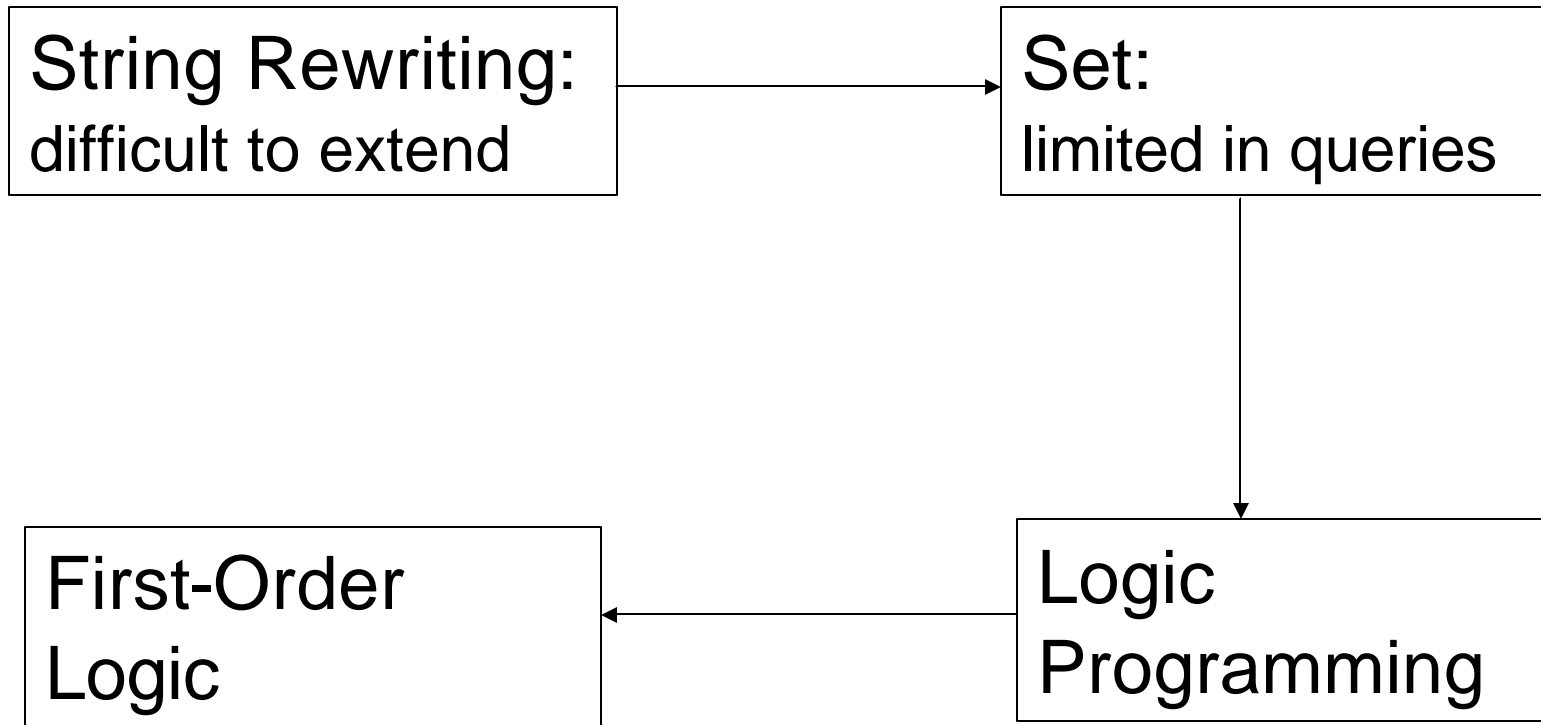 String Rewriting:
difficult to extend
Set:
limited in queries
First-Order
Logic
Logic
Programming